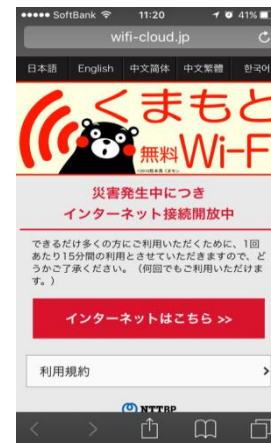 SoftBank 11:20 41%
wifi-cloud.jp
日本語 English 中文简体 中文繁體 한국어
くまもと
無料Wi-F
災害発生中につき
インターネット接続開放中
できるだけ多くの方にご利用いただくために、1回
あたり15分間の利用とさせていただきますので、ど
うかご了承ください。（何回でもご利用いただけま
す。）
インターネットはこちら >>
利用規約
NTTBP